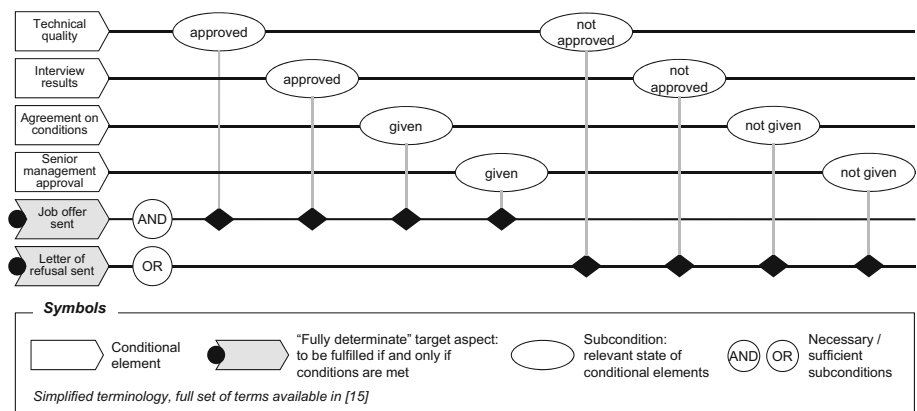 Technical
quality
approved
not
approved
Interview
results
approved
not
approved
Agreement on
conditions
given
not given
Senior
management
approval
given
not given
Job offer
sent
AND
Letter of
refusal sent
OR
Symbols
Conditional
element
“Fully determinate” target aspect:
to be fulfilled if and only if
conditions are met
Subcondition:
relevant state of
conditional elements
AND OR
Necessary /
sufficient
subconditions
Simplified terminology, full set of terms available in [15]